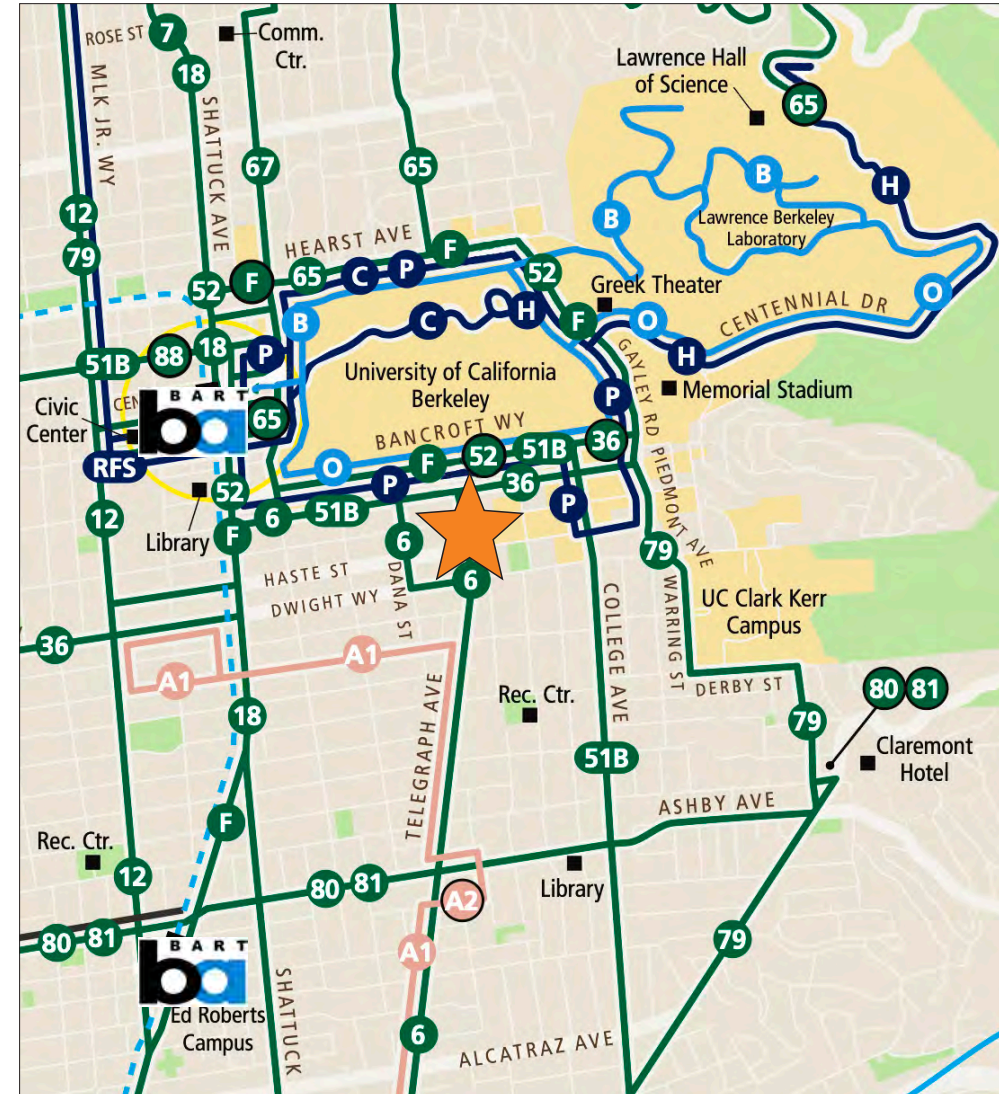 ROSE ST
7
Comm.
Ctr.
18
Lawrence Hall
of Science
65
MLK JR. WY
SHATTUCK AVE
67
65
B
H
12
B
Lawrence Berkeley
Laboratory
79
HEARST AVE
F
C
P
65
F
52
52
Greek Theater
O
CENTENNIAL DR
B
C
H
F
O
H
GAYLEY RD
51B
88
18
P
University of California
Berkeley
P
Memorial Stadium
Civic
Center
CEN
BART
ba
65
BANCROFT WY
RFS
O
F
52
51B
36
PIEDMONT AVE
52
P
36
P
12
Library
F
6
51B
6
79
HASTE ST
DANA ST
6
DWIGHT WY
COLLEGE AVE
WARRING ST
UC Clark Kerr
Campus
36
A1
A1
DERBY ST
80
81
18
Rec. Ctr.
79
TELEGRAPH AVE
51B
Claremont
Hotel
F
ASHBY AVE
Rec. Ctr.
12
80
81
Library
A2
80
81
79
A1
BART
ba
Ed Roberts
Campus
SHATTUCK
6
ALCATRAZ AVE